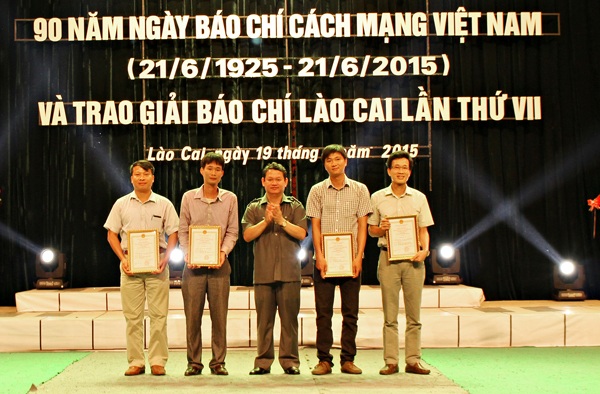 90 NĂM NGÀY BÁO CHÍ CÁCH MẠNG VIỆT NAM
(21/6/1925 - 21/6/2015)
VÀ TRAO GIẢI BÁO CHÍ LÀO CAI LẦN THỨ VII
Lào Cai, ngày 19 tháng năm 2015